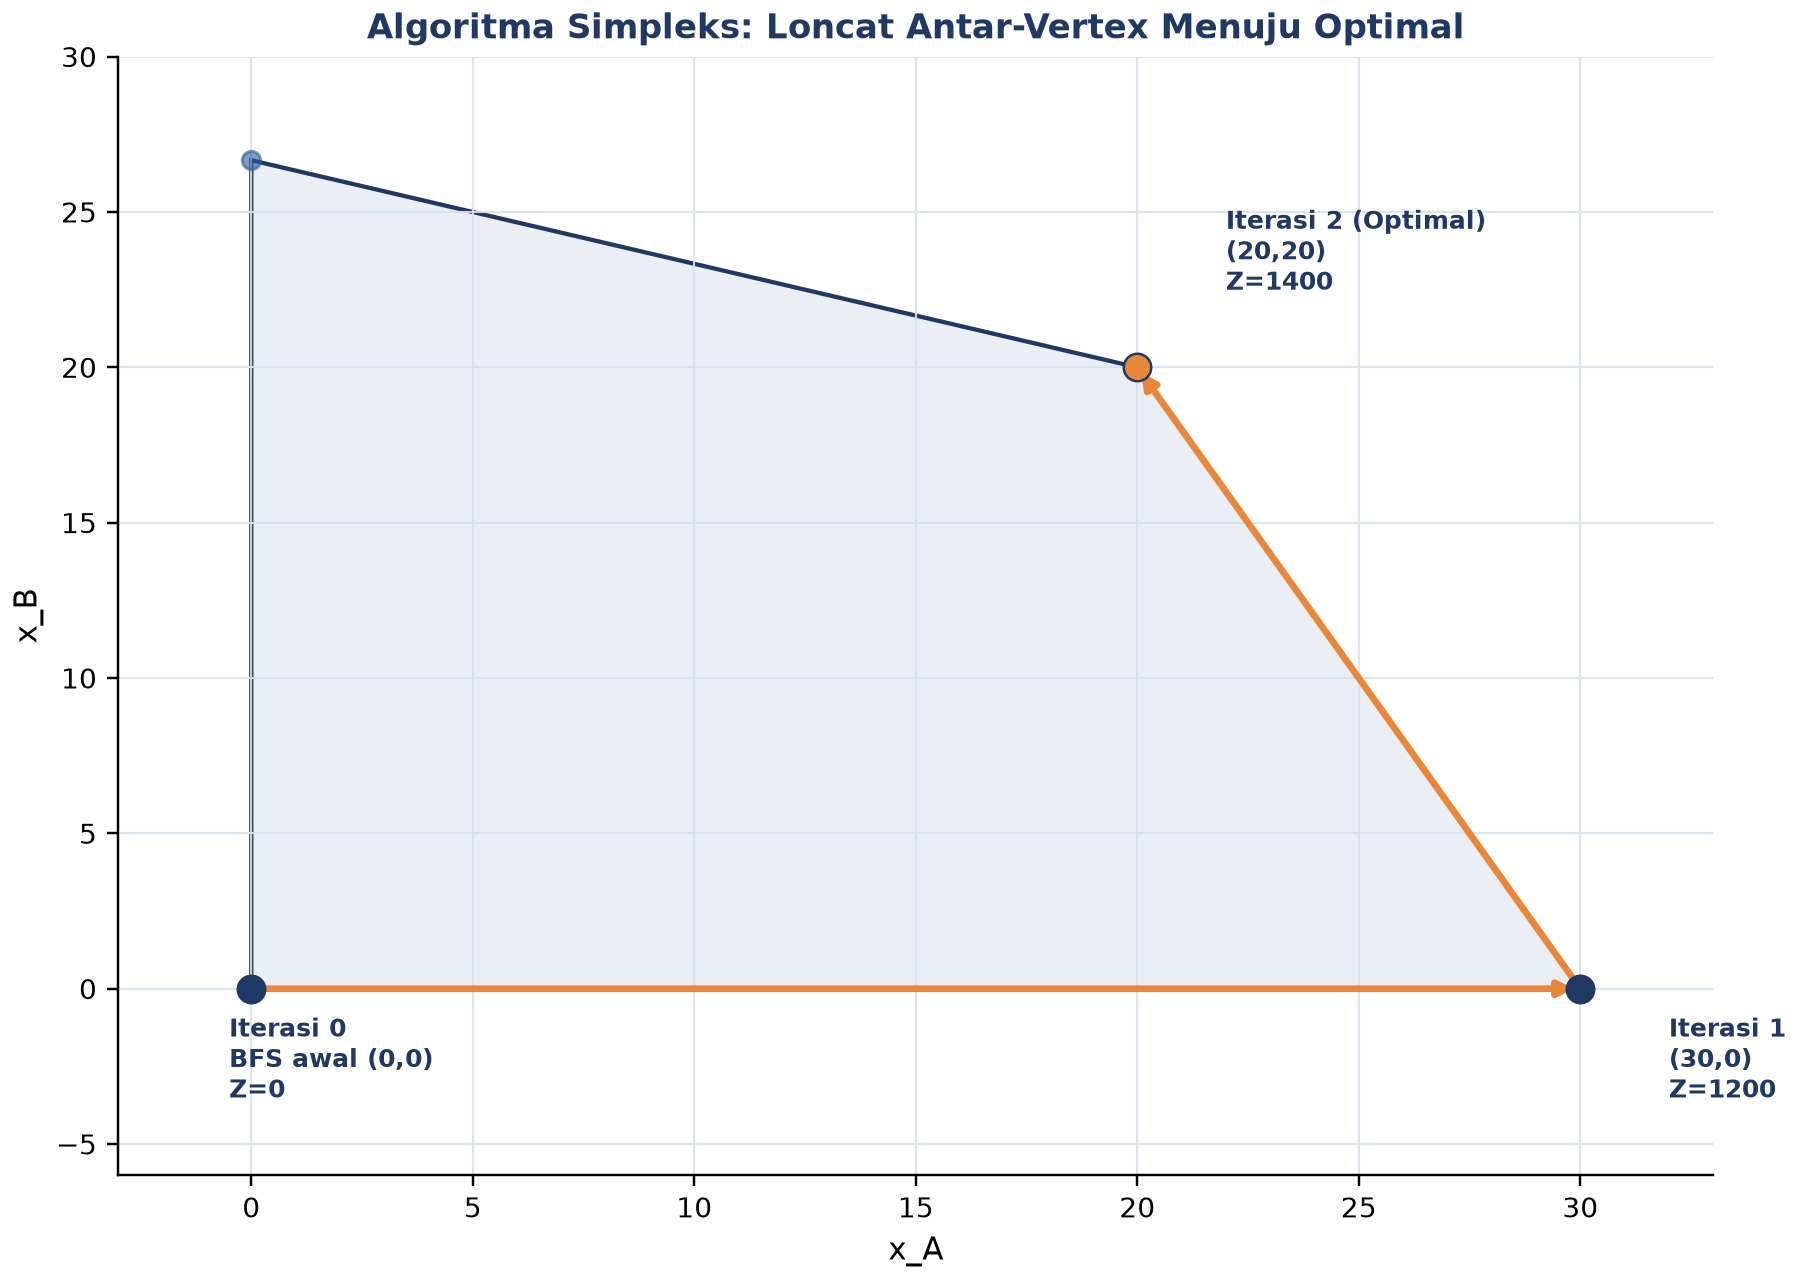 Algoritma Simpleks: Loncat Antar-Vertex Menuju Optimal
30
25
20
15
10
5
0
−5
x_B
Iterasi 2 (Optimal)
(20,20)
Z=1400
Iterasi 0
BFS awal (0,0)
Z=0
Iterasi 1
(30,0)
Z=1200
0
5
10
15
20
25
30
x_A